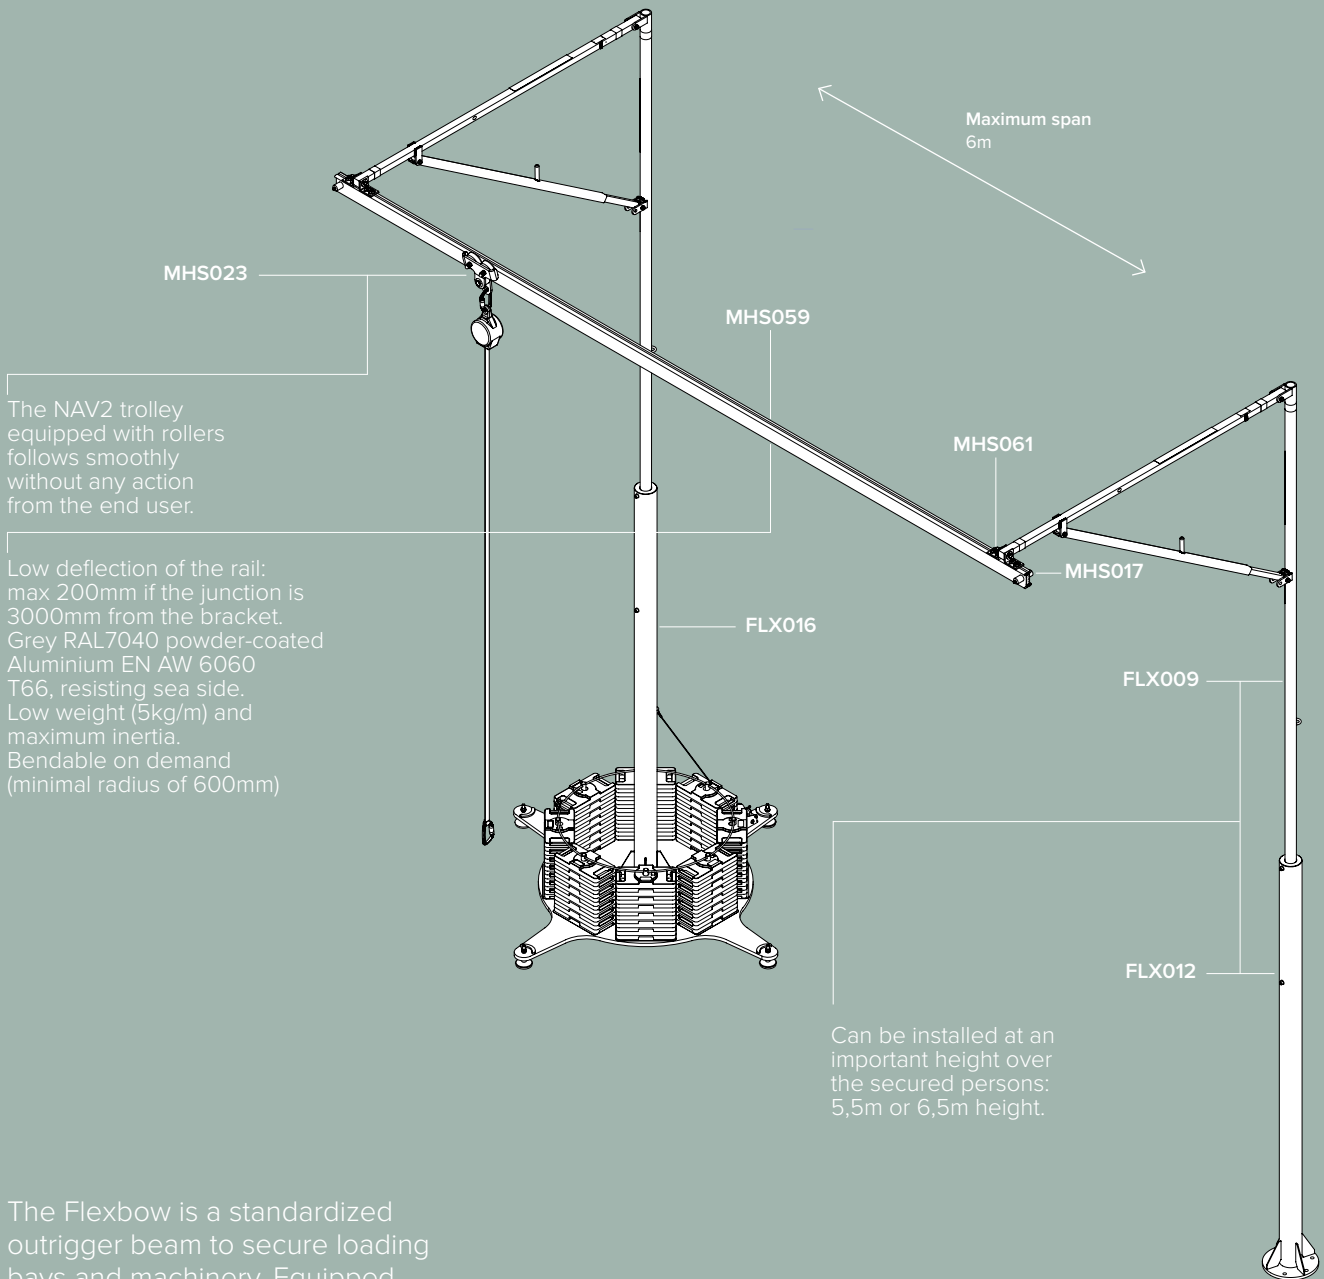 Maximum span
6m
MHS023
MHS059
The NAV2 trolley
equipped with rollers
follows smoothly
without any action
from the end user.
MHS061
Low deflection of the rail:
max 200mm if the junction is
3000mm from the bracket.
Grey RAL7040 powder-coated
Aluminium EN AW 6060
T66, resisting sea side.
Low weight (5kg/m) and
maximum inertia.
Bendable on demand
(minimal radius of 600mm)
MHS017
FLX016
FLX009
FLX012
Can be installed at an
important height over
the secured persons:
5,5m or 6,5m height.
The Flexbow is a standardized
outrigger beam to secure loading
bays and machinery. Equipped